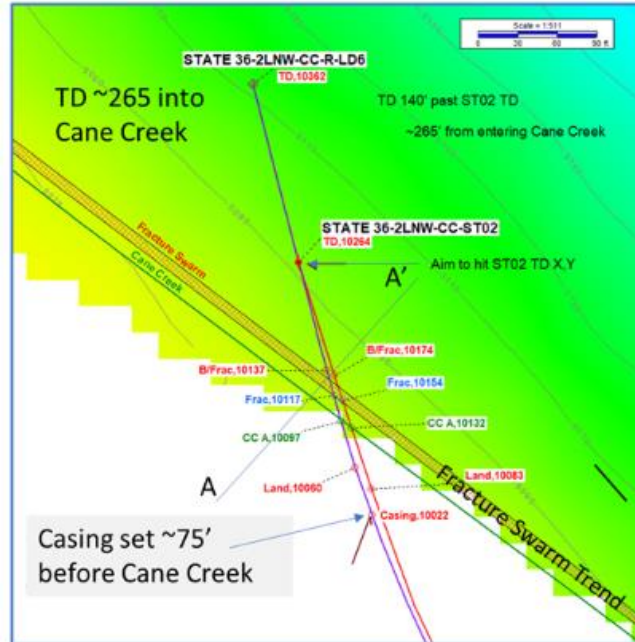 Scale = 1:511
0 30 60 90 ft
STATE 36-2LNW-CC-R-LD6
TD,10362
TD ~265 into
Cane Creek
TD 140' past ST02 TD
~265' from entering Cane Creek
Fracture Swarm
Cane Creek
STATE 36-2LNW-CC-ST02
TD,10264
A'
Aim to hit ST02 TD X,Y
B/Frac,10137
B/Frac,10174
Frac,10117
Frac,10154
CC A,10097
CC A,10132
A
Land,10060
Land,10083
Fracture Swarm Trend
Casing,10022
Casing set ~75'
before Cane Creek